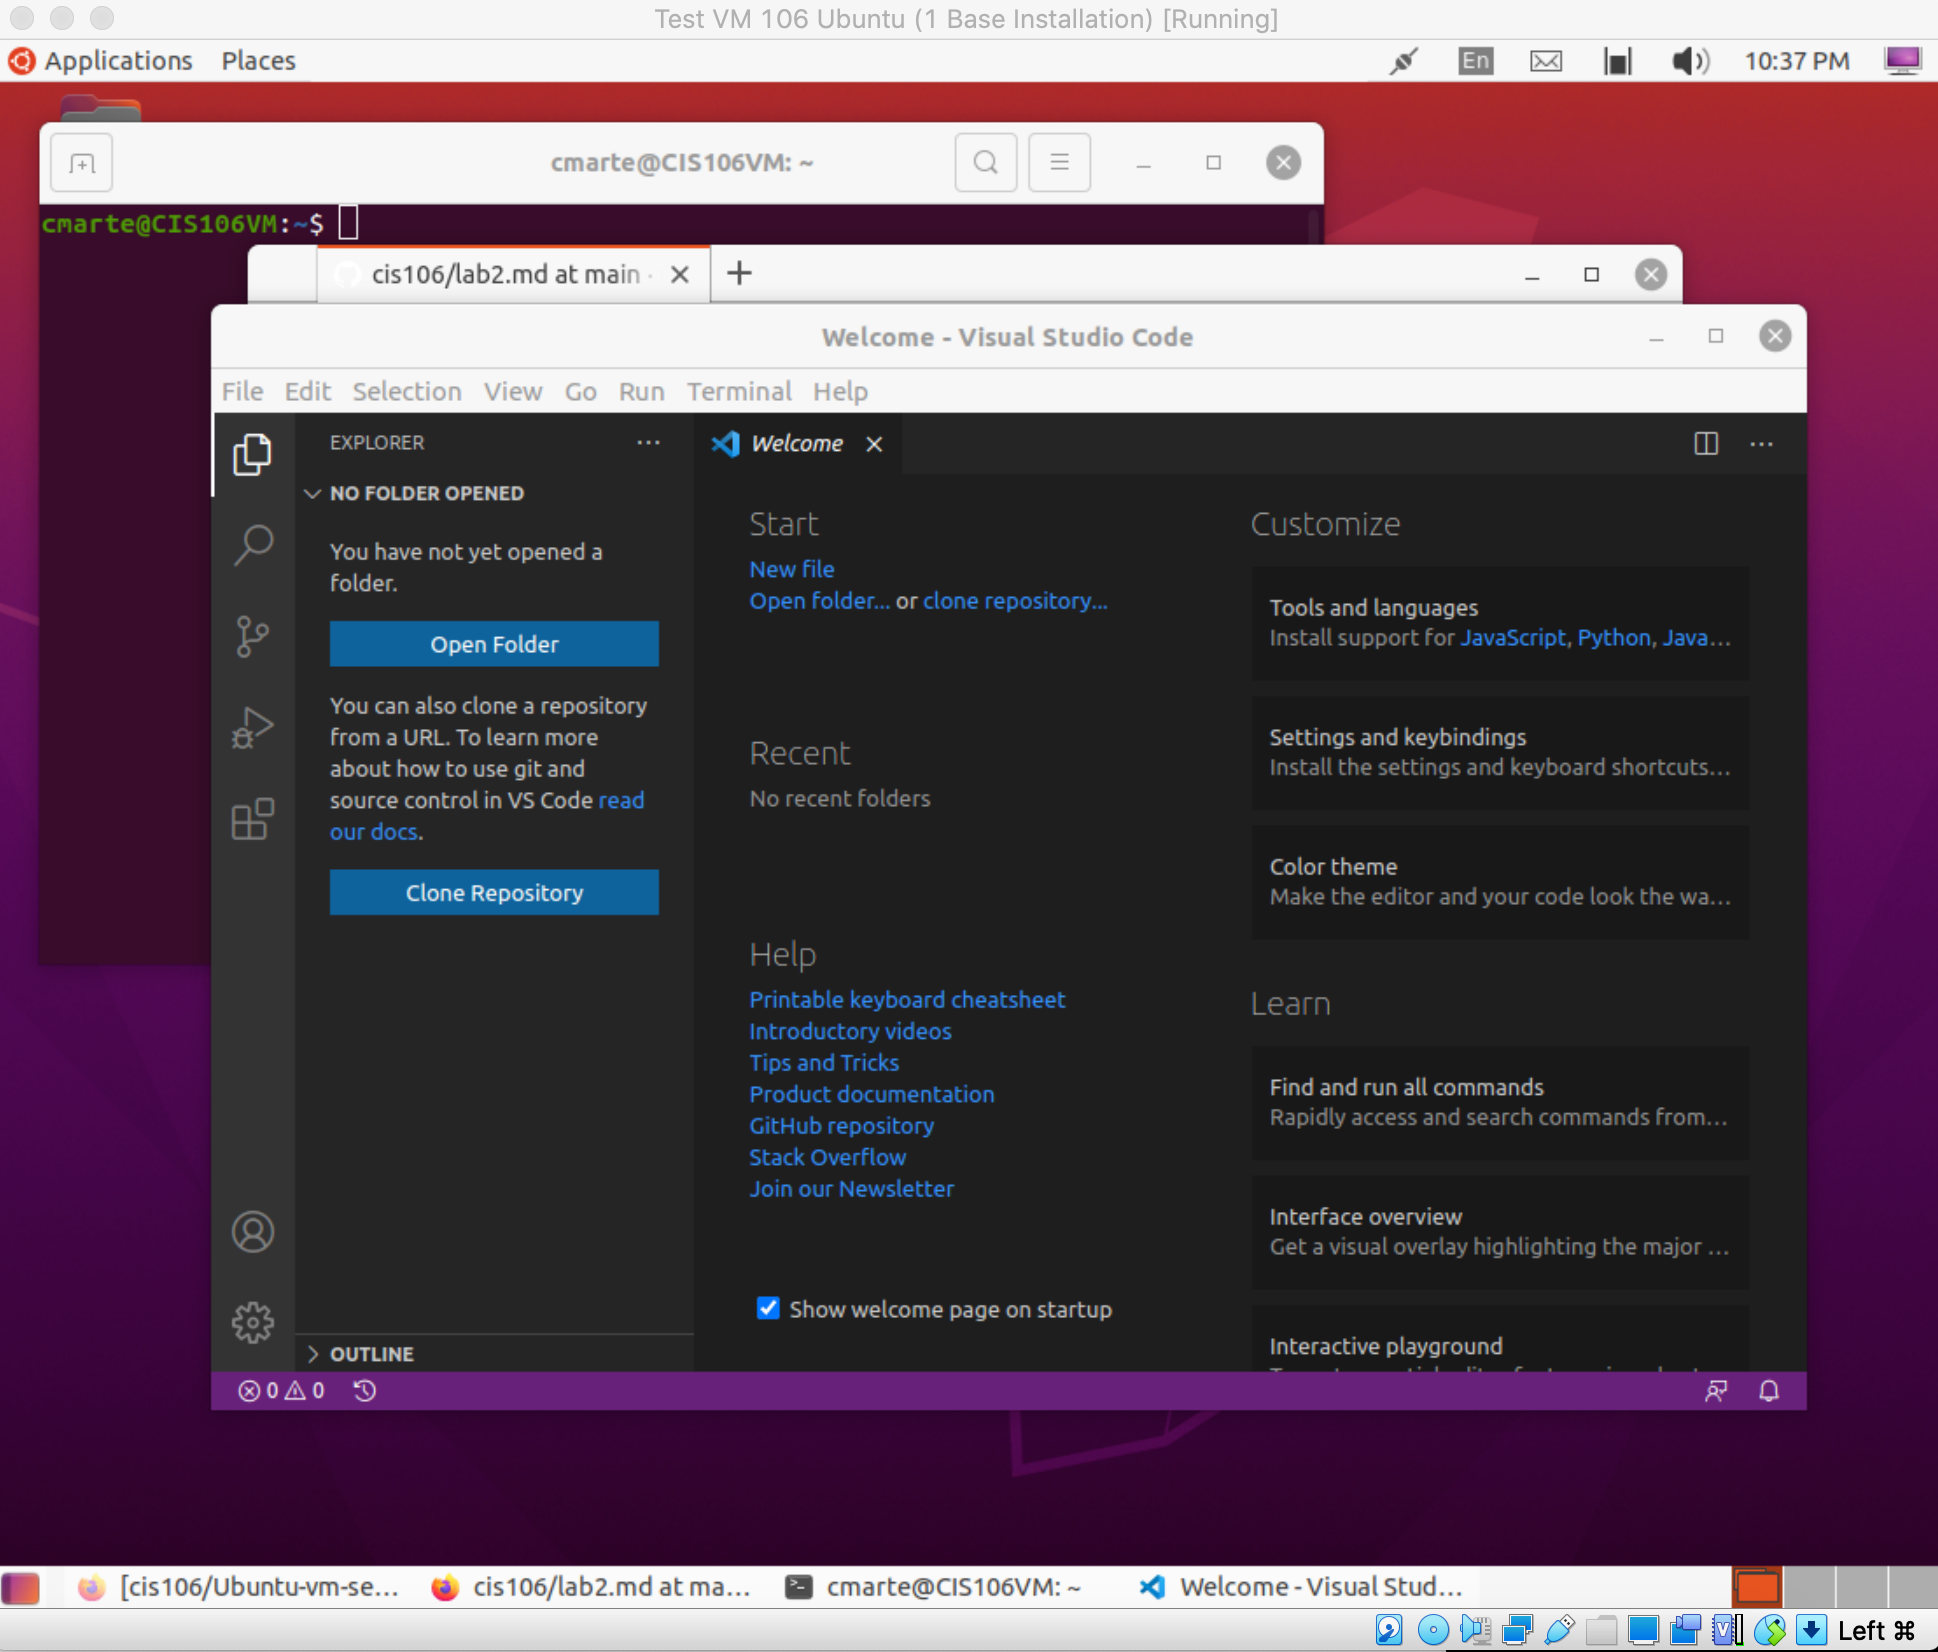 Test VM 106 Ubuntu (1 Base Installation) [Running]
Applications Places En 10:37 PM
cmarte@CIS106VM: ~
cmarte@CIS106VM:~$
cis106/lab2.md at main
Welcome - Visual Studio Code
File Edit Selection View Go Run Terminal Help
EXPLORER
Welcome
NO FOLDER OPENED
You have not yet opened a
folder.
Open Folder
You can also clone a repository
from a URL. To learn more
about how to use git and
source control in VS Code read
our docs.
Clone Repository
OUTLINE
Start
New file
Open folder... or clone repository...
Recent
No recent folders
Help
Printable keyboard cheatsheet
Introductory videos
Tips and Tricks
Product documentation
GitHub repository
Stack Overflow
Join our Newsletter
Show welcome page on startup
Customize
Tools and languages
Install support for JavaScript, Python, Java...
Settings and keybindings
Install the settings and keyboard shortcuts...
Color theme
Make the editor and your code look the wa...
Learn
Find and run all commands
Rapidly access and search commands from...
Interface overview
Get a visual overlay highlighting the major ...
Interactive playground
0 0
[cis106/Ubuntu-vm-se... cis106/lab2.md at ma... cmarte@CIS106VM: ~ Welcome - Visual Stud...
Left ⌘